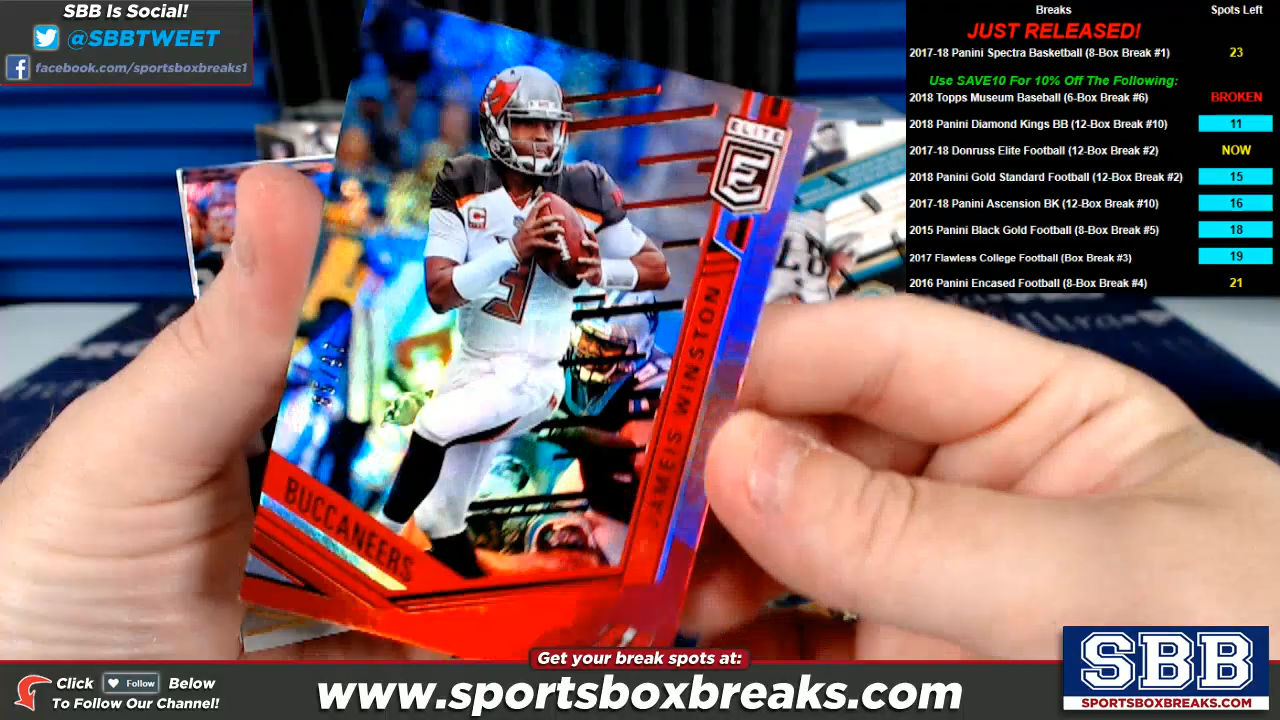 SBB Is Social!
@SBBTWEET
facebook.com/sportsboxbreaks1
Breaks Spots Left
JUST RELEASED!
2017-18 Panini Spectra Basketball (8-Box Break #1) 23
Use SAVE10 For 10% Off The Following:
2018 Topps Museum Baseball (6-Box Break #6) BROKEN
2018 Panini Diamond Kings BB (12-Box Break #10) 11
2017-18 Donruss Elite Football (12-Box Break #2) NOW
2018 Panini Gold Standard Football (12-Box Break #2) 15
2017-18 Panini Ascension BK (12-Box Break #10) 16
2015 Panini Black Gold Football (8-Box Break #5) 18
2017 Flawless College Football (Box Break #3) 19
2016 Panini Encased Football (8-Box Break #4) 21
ELITE
E
3
JAMEIS WINSTON
BUCCANEERS
Get your break spots at:
www.sportsboxbreaks.com
Click Follow Below
To Follow Our Channel!
SBB
SPORTSBOXBREAKS.COM